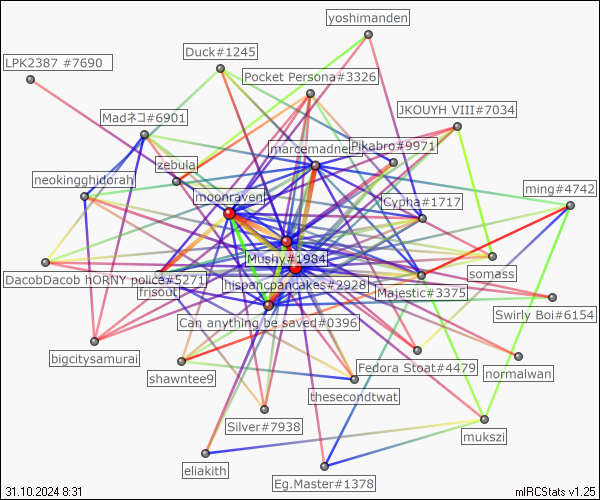 yoshimanden
Duck#1245
LPK2387 #7690
Pocket Persona#3326
JKOUYH VIII#7034
Madネコ#6901
marcemadne
Pikabro#9971
zebula
neokingghidorah
ming#4742
moonraven
Cypha#1717
Mushy#1984
somass
DacobDacob hORNY police#5271
hispancpancakes#2928
frisout
Majestic#3375
Swirly Boi#6154
Can anything be saved#0396
bigcitysamurai
Fedora Stoat#4479
normalwan
shawntee9
thesecondtwat
Silver#7938
mukszi
eliakith
Eg.Master#1378
31.10.2024 8:31
mIRCStats v1.25